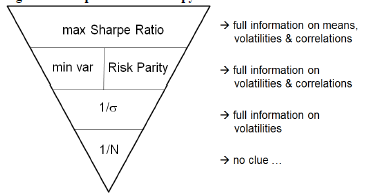 max Sharpe Ratio
→ full information on means,
volatilities & correlations
min var
Risk Parity
→ full information on
volatilities & correlations
1/σ
→ full information on
volatilities
1/N
→ no clue ...